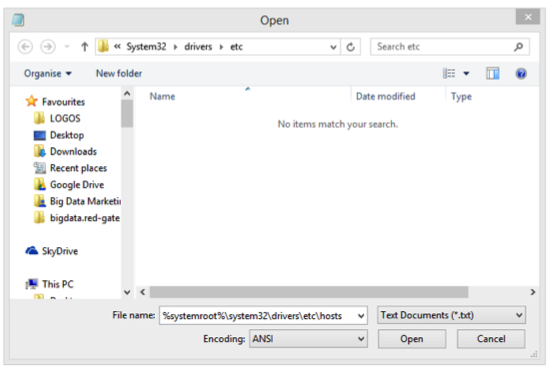 Open
« System32 ▸ drivers ▸ etc
Search etc
Organise
New folder
Favourites
LOGOS
Desktop
Downloads
Recent places
Google Drive
Big Data Marketi
bigdata.red-gate
SkyDrive
This PC
Name
Date modified
Type
No items match your search.
File name: %systemroot%\system32\drivers\etc\hosts
Text Documents (*.txt)
Encoding: ANSI
Open
Cancel